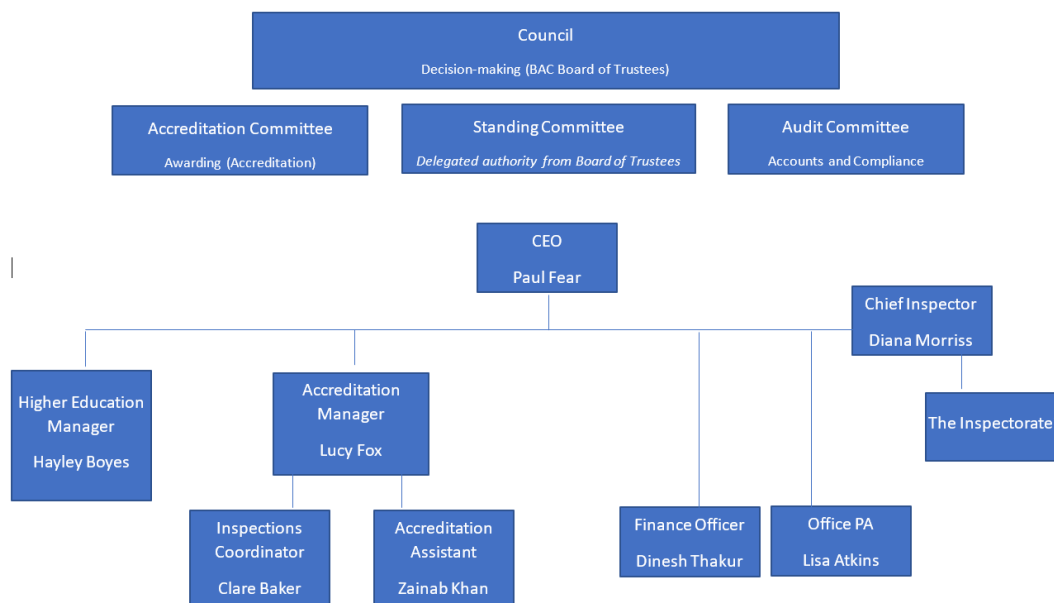 Council
Decision-making (BAC Board of Trustees)
Accreditation Committee
Awarding (Accreditation)
Standing Committee
Delegated authority from Board of Trustees
Audit Committee
Accounts and Compliance
CEO
Paul Fear
Chief Inspector
Diana Morriss
Higher Education
Manager
Hayley Boyes
Accreditation
Manager
Lucy Fox
The Inspectorate
Inspections
Coordinator
Clare Baker
Accreditation
Assistant
Zainab Khan
Finance Officer
Dinesh Thakur
Office PA
Lisa Atkins